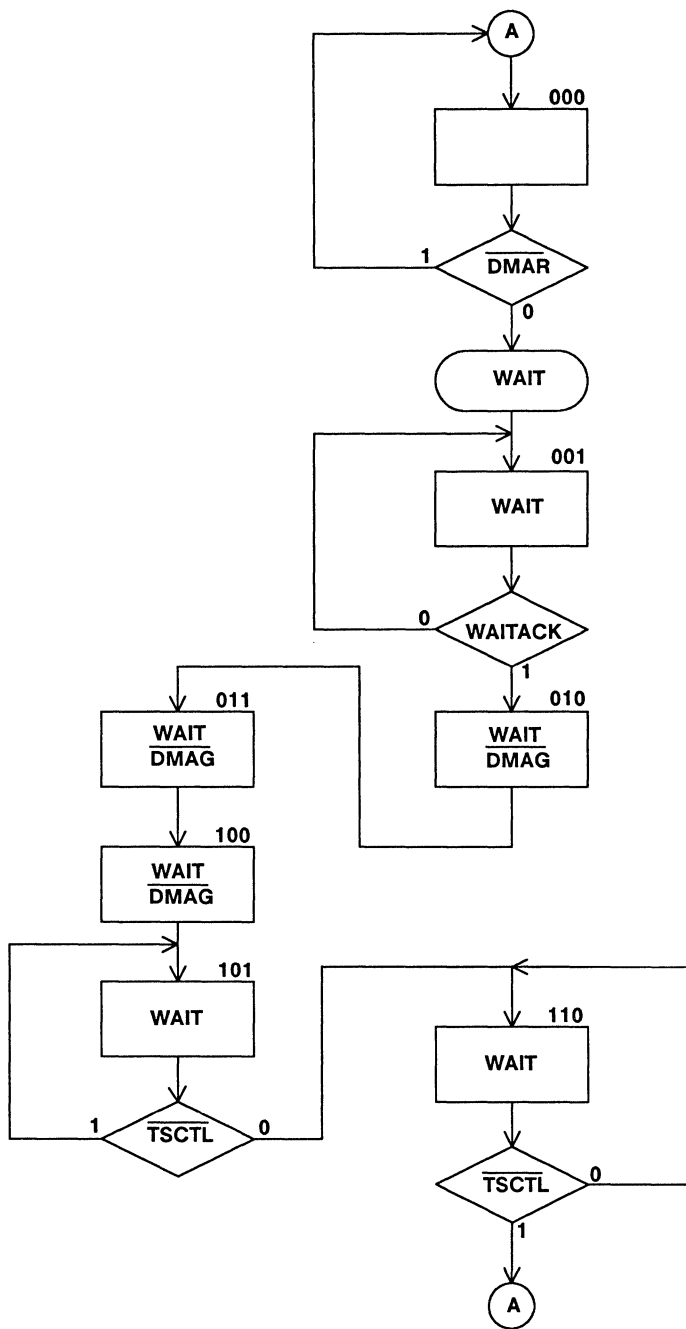 A
000
1
DMAR
0
WAIT
001
WAIT
0
WAITACK
1
011
WAIT
DMAG
010
WAIT
DMAG
100
WAIT
DMAG
101
WAIT
110
WAIT
1
TSCTL
0
TSCTL
0
1
A